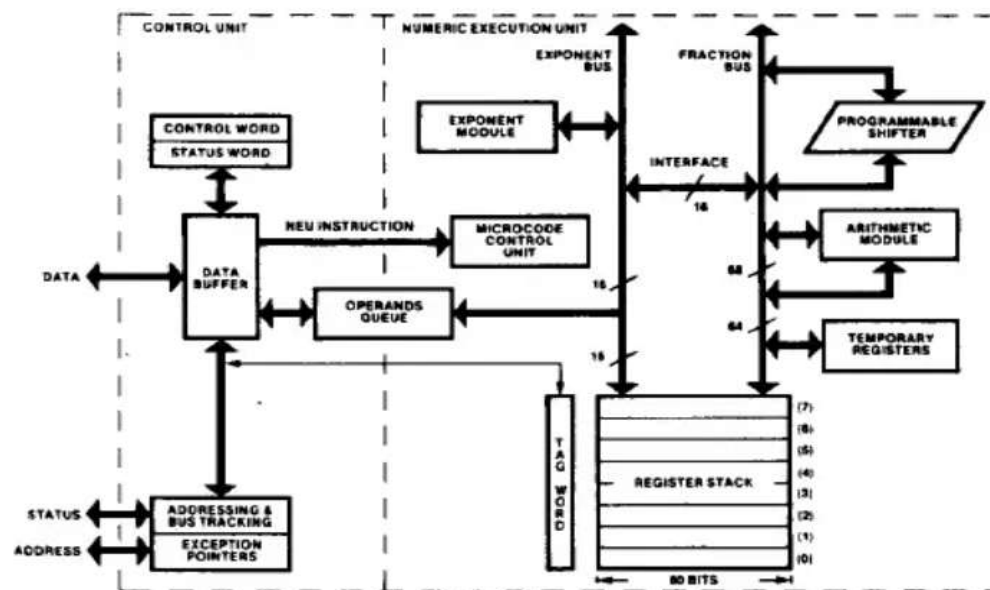 CONTROL UNIT
NUMERIC EXECUTION UNIT
EXPONENT
BUS
FRACTION
BUS
CONTROL WORD
STATUS WORD
EXPONENT
MODULE
PROGRAMMABLE
SHIFTER
INTERFACE
16
NEU INSTRUCTION
MICROCODE
CONTROL
UNIT
ARITHMETIC
MODULE
DATA
DATA
BUFFER
OPERANDS
QUEUE
16
68
64
TEMPORARY
REGISTERS
16
TAG WORD
REGISTER STACK
(7)
(6)
(5)
(4)
(3)
(2)
(1)
(0)
STATUS
ADDRESSING &
BUS TRACKING
ADDRESS
EXCEPTION
POINTERS
80 BITS